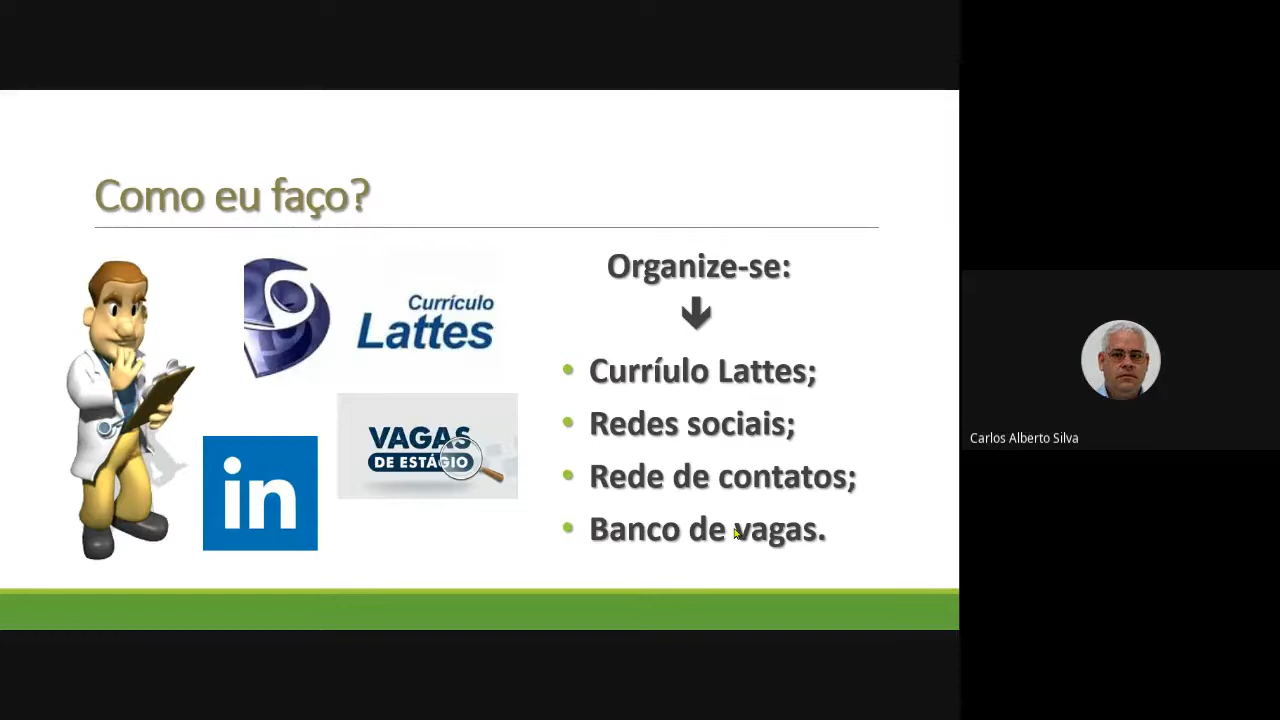 Como eu faço?
Currículo
Lattes
in
VAGAS
DE ESTÁGIO
Organize-se:
Curríulo Lattes;
Redes sociais;
Rede de contatos;
Banco de vagas.
Carlos Alberto Silva